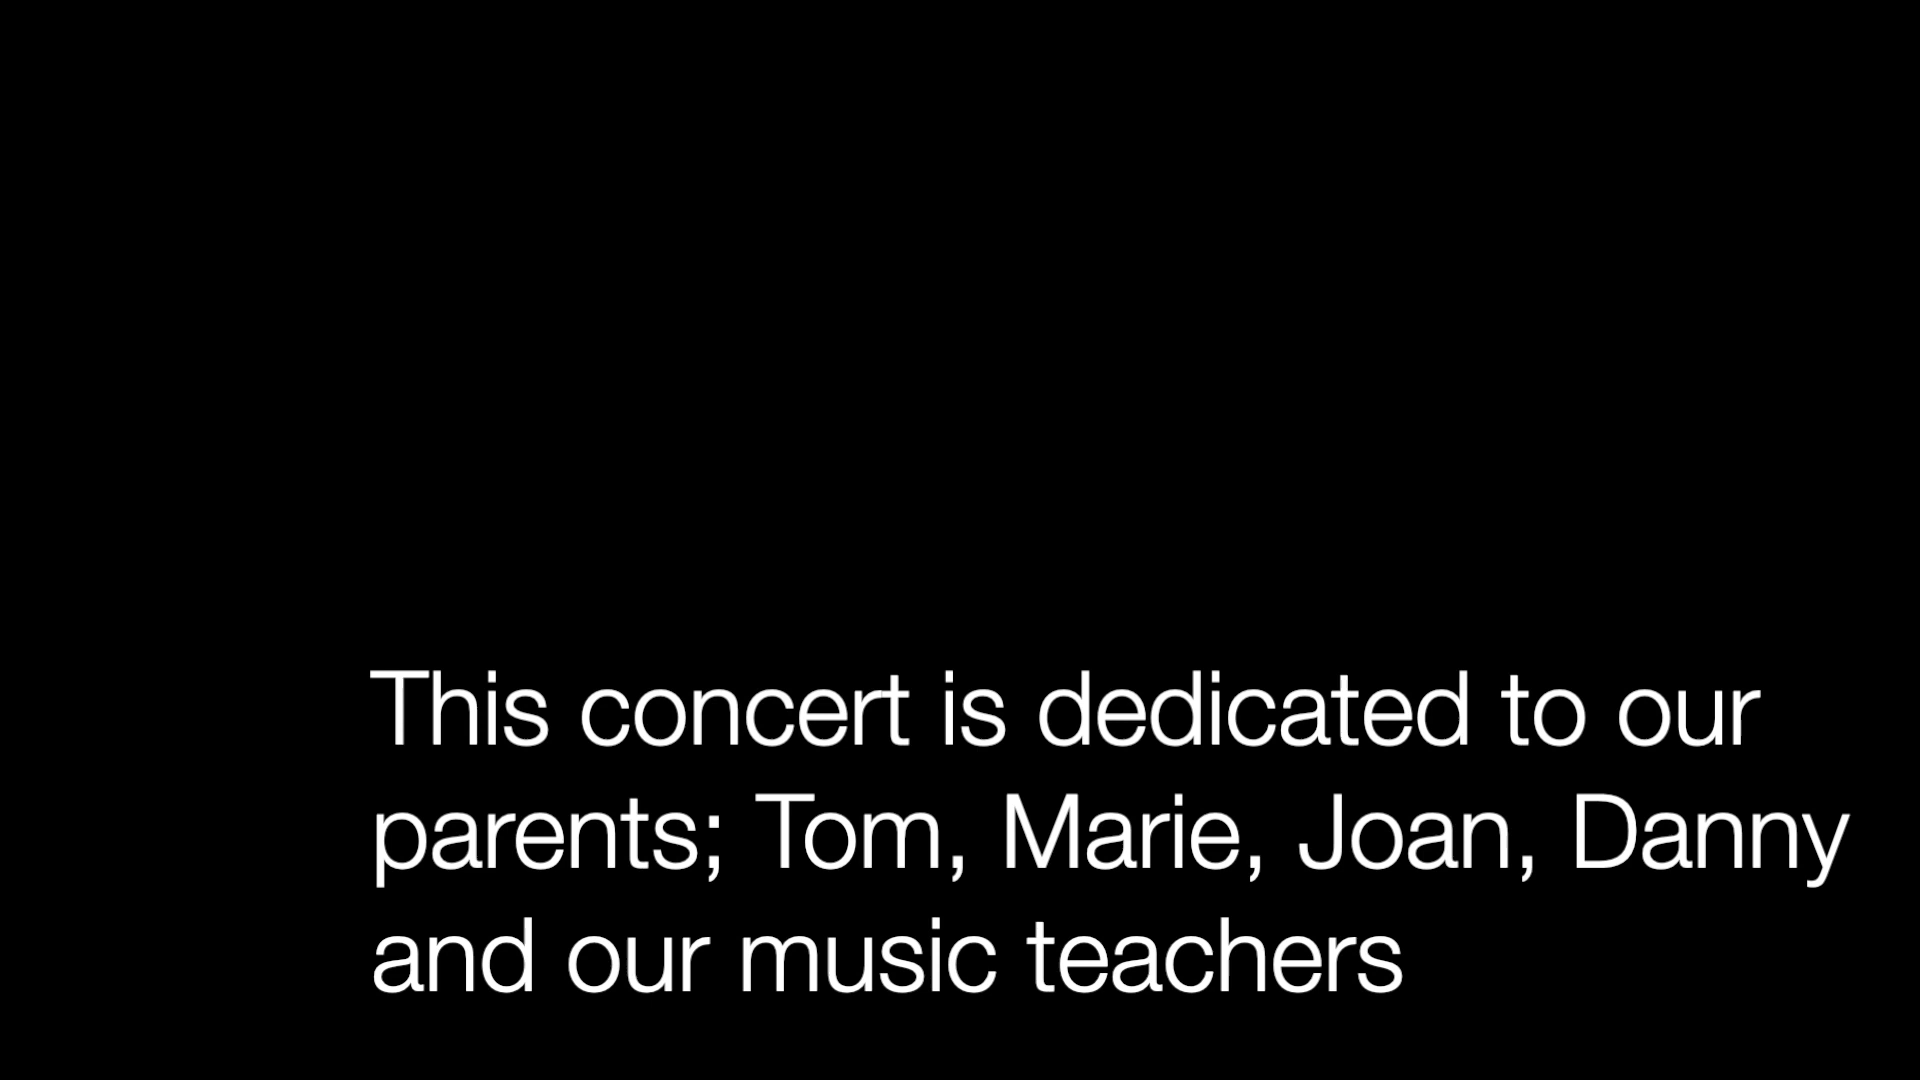 This concert is dedicated to our
parents; Tom, Marie, Joan, Danny
and our music teachers